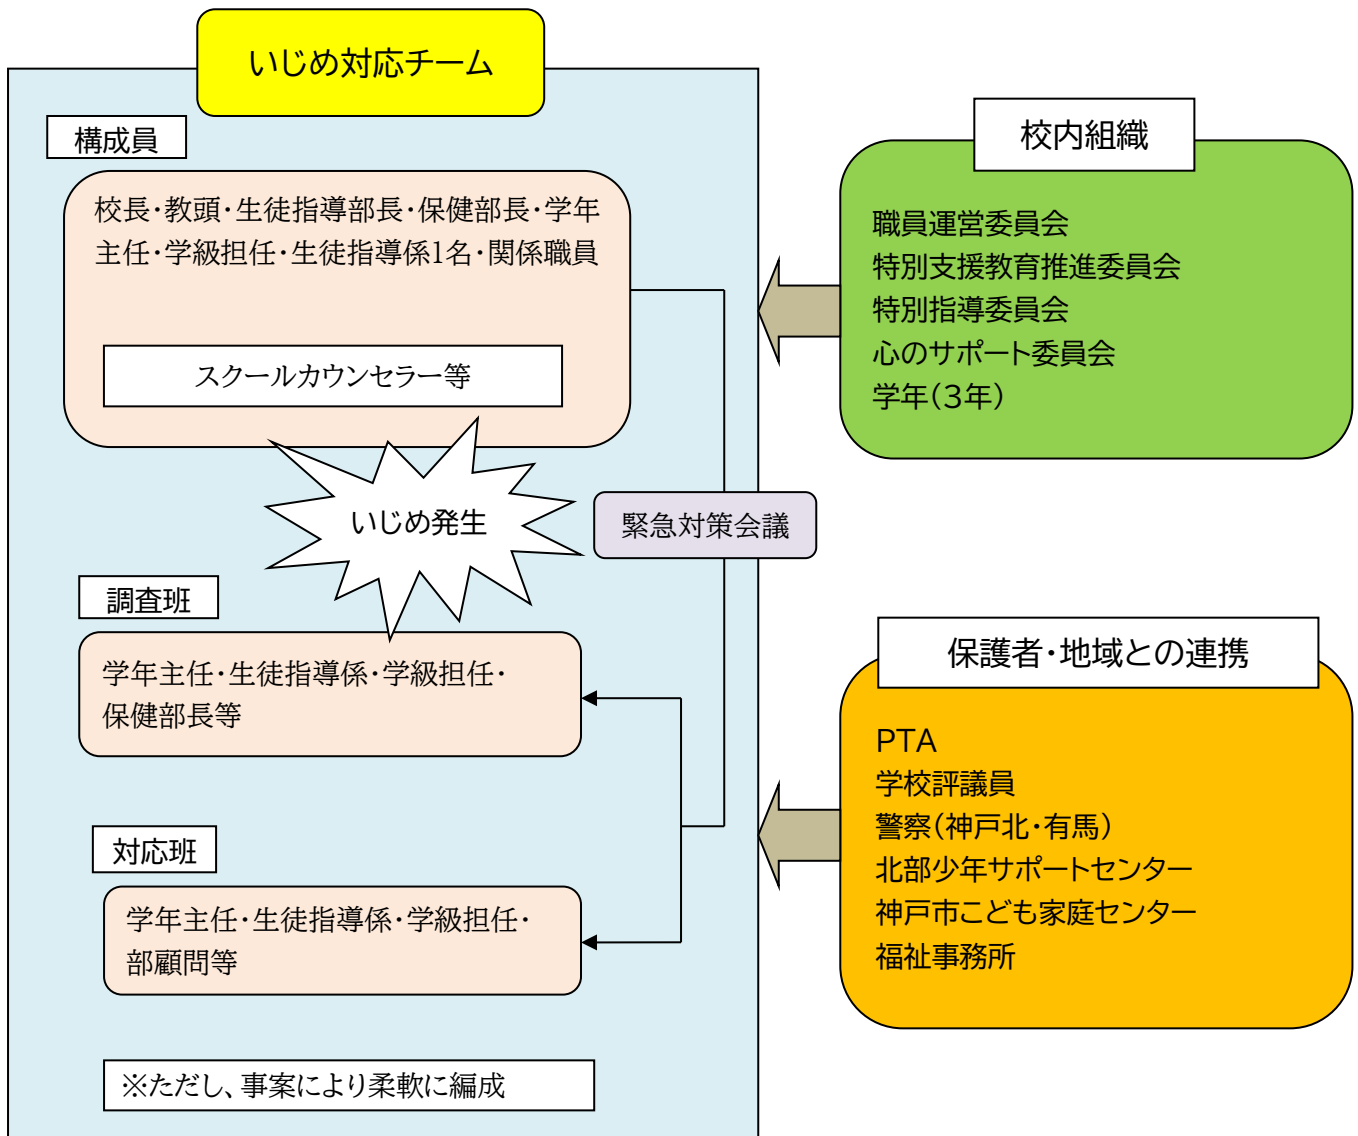 いじめ対応チーム
構成員
校長・教頭・生徒指導部長・保健部長・学年
主任・学級担任・生徒指導係1名・関係職員
スクールカウンセラー等
いじめ発生
緊急対策会議
調査班
学年主任・生徒指導係・学級担任・
保健部長等
対応班
学年主任・生徒指導係・学級担任・
部顧問等
※ただし、事案により柔軟に編成
校内組織
職員運営委員会
特別支援教育推進委員会
特別指導委員会
心のサポート委員会
学年（３年）
保護者・地域との連携
PTA
学校評議員
警察（神戸北・有馬）
北部少年サポートセンター
神戸市こども家庭センター
福祉事務所